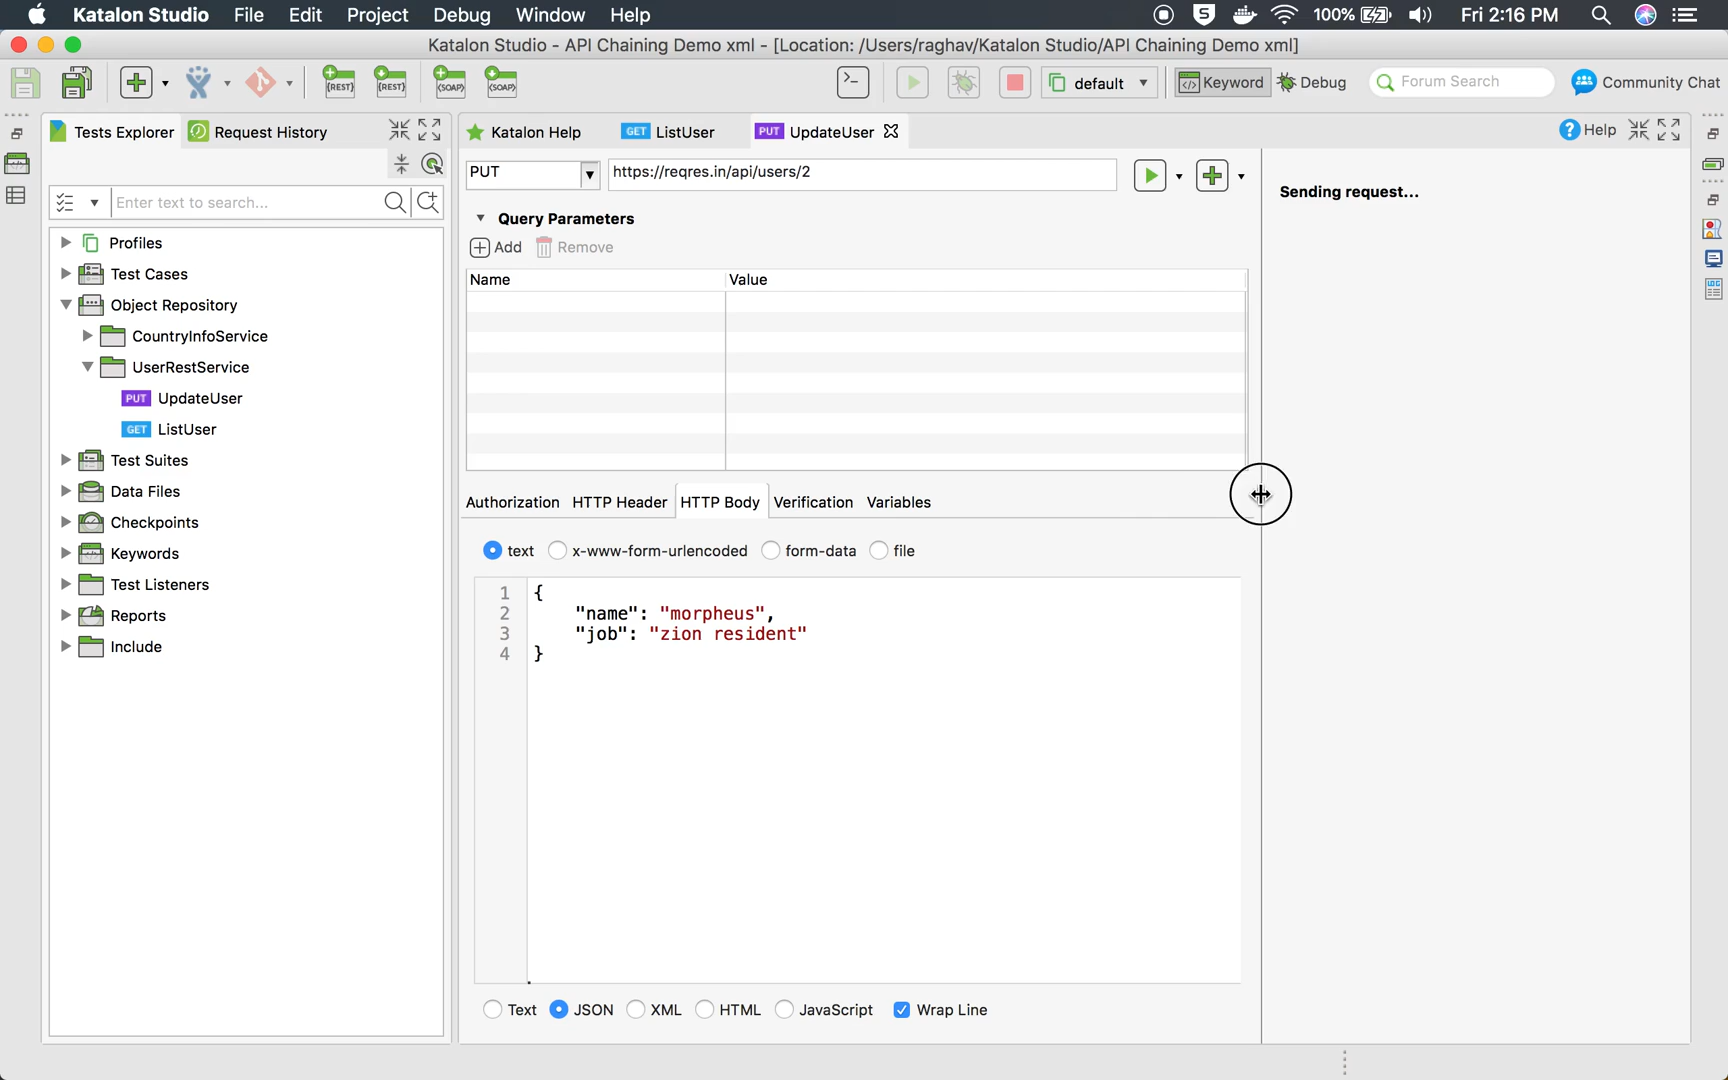 Katalon Studio File Edit Project Debug Window Help 100% Fri 2:16 PM
Katalon Studio - API Chaining Demo xml - [Location: /Users/raghav/Katalon Studio/API Chaining Demo xml]
{REST} {REST} {SOAP} {SOAP} default Keyword Debug Forum Search Community Chat
Tests Explorer Request History
Katalon Help GET ListUser PUT UpdateUser Help
PUT https://reqres.in/api/users/2
Sending request...
Enter text to search...
Query Parameters
Add Remove
Name Value
Profiles
Test Cases
Object Repository
CountryInfoService
UserRestService
PUT UpdateUser
GET ListUser
Test Suites
Data Files
Checkpoints
Keywords
Test Listeners
Reports
Include
Authorization HTTP Header HTTP Body Verification Variables
text x-www-form-urlencoded form-data file
1 {
2 "name": "morpheus",
3 "job": "zion resident"
4 }
Text JSON XML HTML JavaScript Wrap Line
LOG